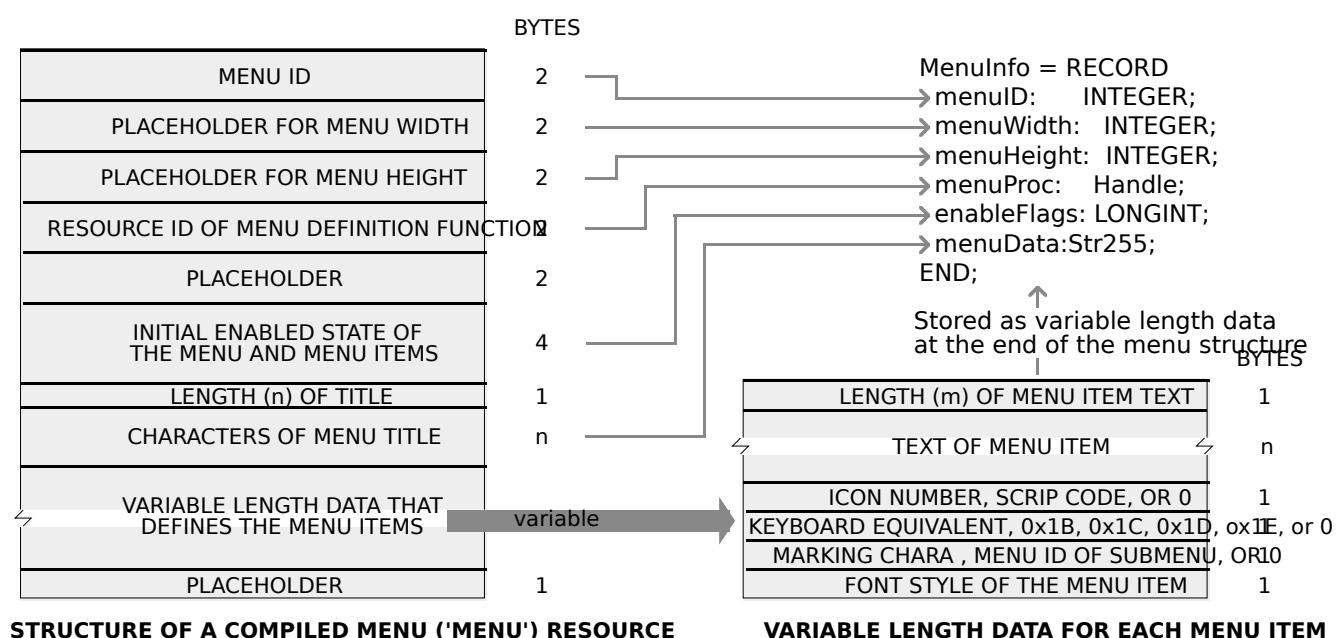 BYTES
MENU ID 2
PLACEHOLDER FOR MENU WIDTH 2
PLACEHOLDER FOR MENU HEIGHT 2
RESOURCE ID OF MENU DEFINITION FUNCTION 2
PLACEHOLDER 2
INITIAL ENABLED STATE OF
THE MENU AND MENU ITEMS 4
LENGTH (n) OF TITLE 1
CHARACTERS OF MENU TITLE n
VARIABLE LENGTH DATA THAT
DEFINES THE MENU ITEMS variable
PLACEHOLDER 1
STRUCTURE OF A COMPILED MENU ('MENU') RESOURCE
MenuInfo = RECORD
menuID: INTEGER;
menuWidth: INTEGER;
menuHeight: INTEGER;
menuProc: Handle;
enableFlags: LONGINT;
menuData:Str255;
END;
Stored as variable length data
at the end of the menu structure
BYTES
LENGTH (m) OF MENU ITEM TEXT 1
TEXT OF MENU ITEM n
ICON NUMBER, SCRIP CODE, OR 0 1
KEYBOARD EQUIVALENT, 0x1B, 0x1C, 0x1D, ox1E, or 0 1
MARKING CHARA , MENU ID OF SUBMENU, OR 0 1
FONT STYLE OF THE MENU ITEM 1
VARIABLE LENGTH DATA FOR EACH MENU ITEM